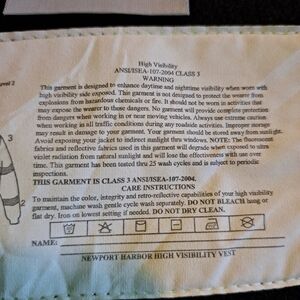 High Visibility
ANSI/ISEA-107-2004 CLASS 3
WARNING
This garment is designed to enhance daytime and nighttime visibility when worn with
high visibility side exposed. This garment is not designed to protect the wearer from
explosions from hazardous chemicals or fire. It should not be worn in activities that
may expose the wearer to these dangers. No garment will provide complete protection
from dangers when working in or near moving vehicles. Always use extreme caution
when working in all traffic conditions during any roadside activities. Improper storage
may result in damage to your garment. Your garment should be stored away from sunlight.
Avoid exposing your jacket to indirect sunlight thru windows. NOTE: The fluorescent
fabrics and reflective fabrics used in this garment will degrade when exposed to ultra
violet radiation from natural sunlight and will lose the effectiveness with use over
time. This garment has been tested thru 25 wash cycles and is subject to periodic
inspections.
THIS GARMENT IS CLASS 3 ANSI/ISEA-107-2004.
CARE INSTRUCTIONS
To maintain the color, integrity and retro-reflective capabilities of your high visibility
garment, machine wash gentle cycle wash separately. DO NOT BLEACH hang or
flat dry. Iron on lowest setting if needed. DO NOT DRY CLEAN.
NAME:
NEWPORT HARBOR HIGH VISIBILITY VEST
Level 2
3
2